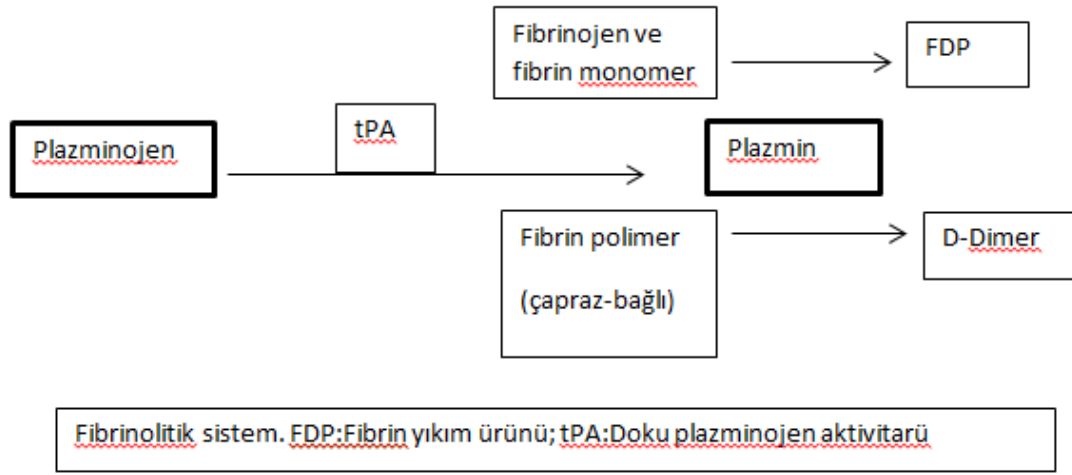 Fibrinojen ve
fibrin monomer
FDP
tPA
Plazminojen
Plazmin
Fibrin polimer
(çapraz-bağlı)
D-Dimer
Fibrinolitik sistem. FDP:Fibrin yıkım ürünü; tPA:Doku plazminojen aktivitarü